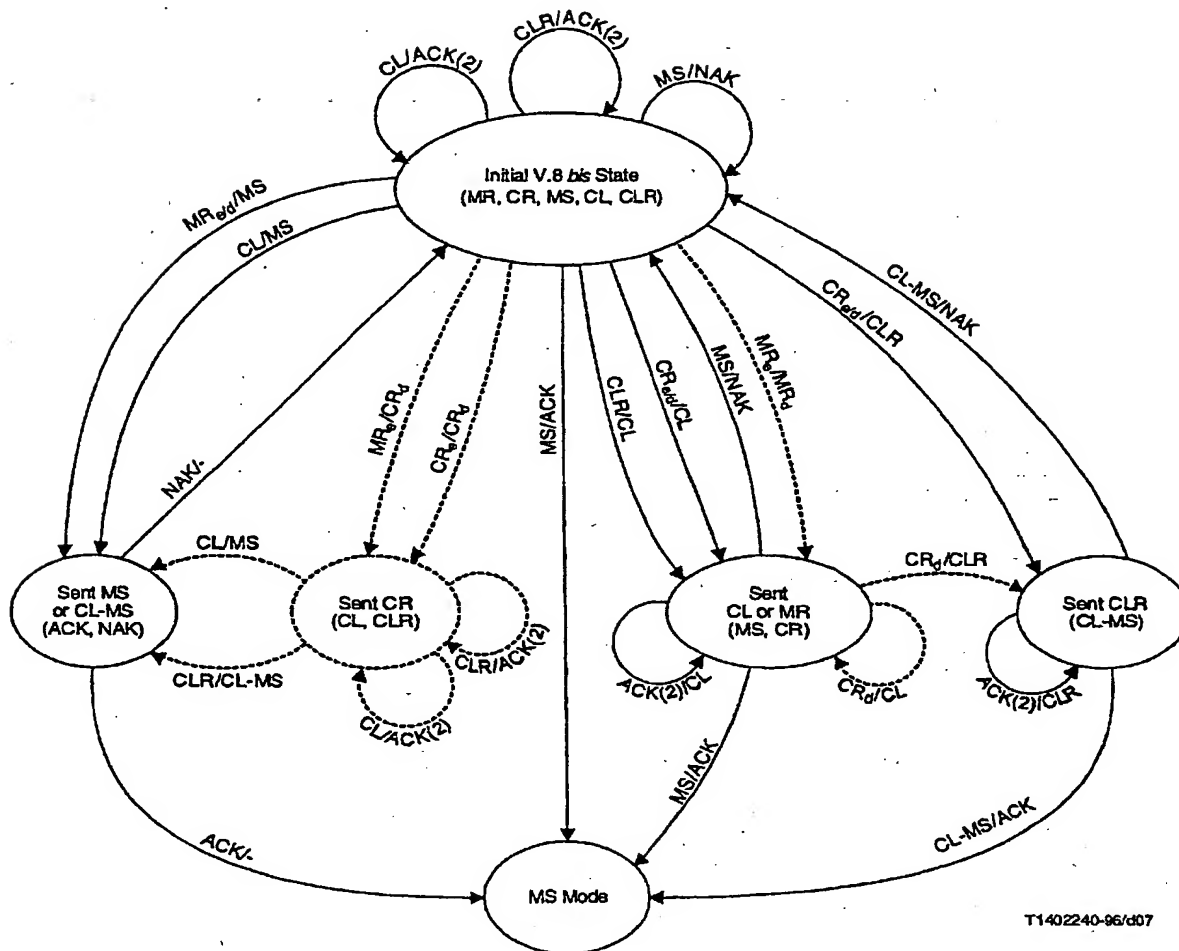 CL/ACK(2)
CLR/ACK(2)
MS/NAK
Initial V.8 bis State
(MR, CR, MS, CL, CLR)
MRe/d/MS
CL/MS
NAK/-
MRe/CRd
CRe/CRd
MS/ACK
CLR/CL
CRe/d/CL
MS/NAK
MRe/MRd
CRe/d/CLR
CL-MS/NAK
Sent MS
or CL-MS
(ACK, NAK)
CL/MS
CLR/CL-MS
Sent CR
(CL, CLR)
CLR/ACK(2)
CL/ACK(2)
Sent
CL or MR
(MS, CR)
ACK(2)/CL
CRd/CL
CRd/CLR
Sent CLR
(CL-MS)
ACK(2)/CLR
ACK/-
MS/ACK
CL-MS/ACK
MS Mode
T1402240-96/d07